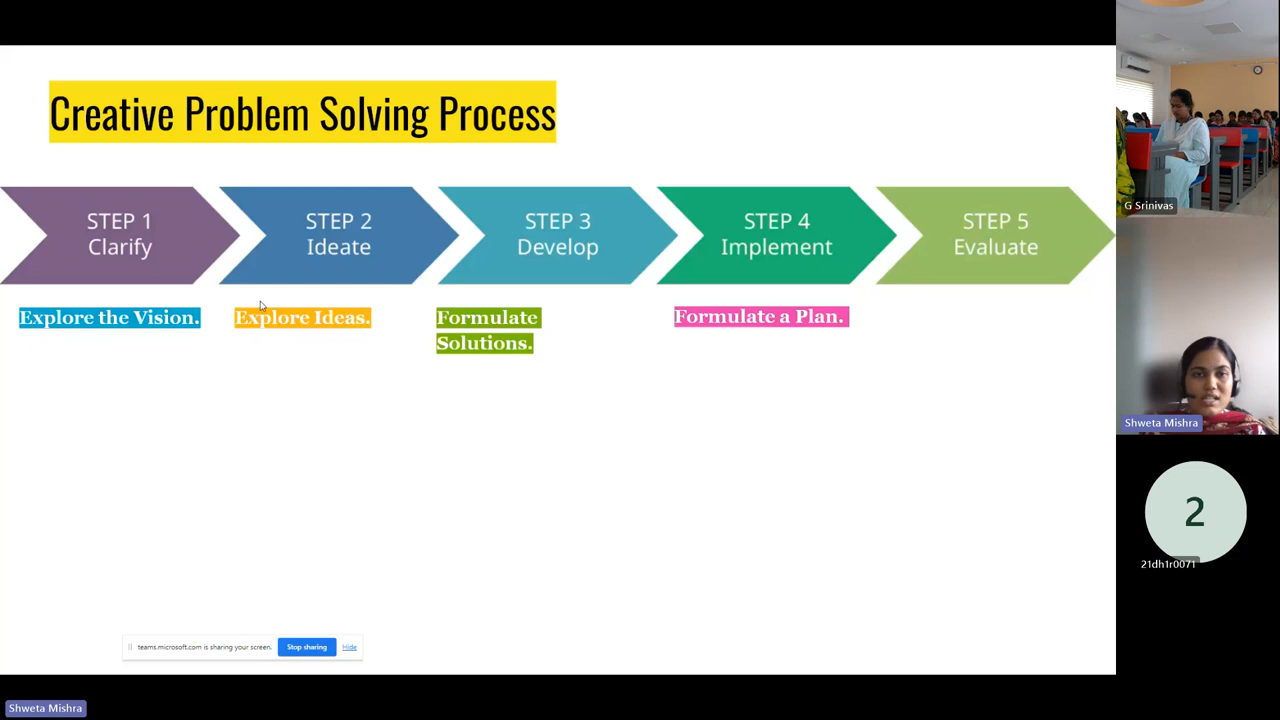 Creative Problem Solving Process
STEP 1
Clarify
STEP 2
Ideate
STEP 3
Develop
STEP 4
Implement
STEP 5
Evaluate
Explore the Vision.
Explore Ideas.
Formulate
Solutions.
Formulate a Plan.
G Srinivas
Shweta Mishra
2
21dh1r0071
teams.microsoft.com is sharing your screen.
Stop sharing
Hide
Shweta Mishra